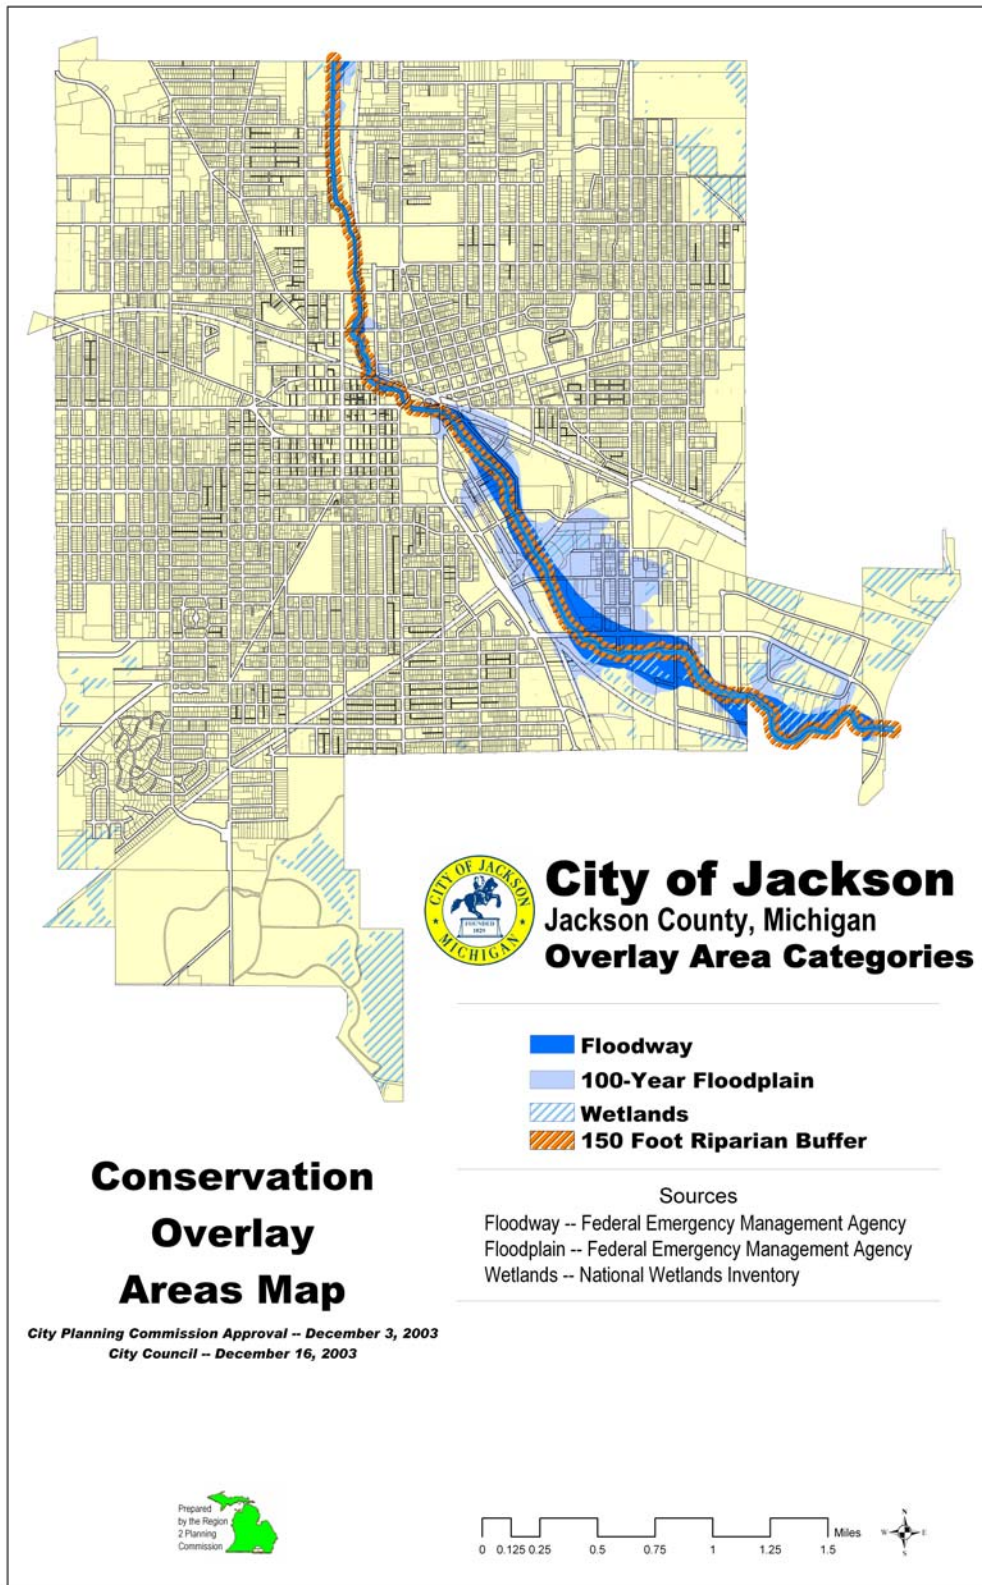 CITY OF JACKSON
FOUNDED
1829
MICHIGAN
City of Jackson
Jackson County, Michigan
Overlay Area Categories
Floodway
100-Year Floodplain
Wetlands
150 Foot Riparian Buffer
Sources
Floodway -- Federal Emergency Management Agency
Floodplain -- Federal Emergency Management Agency
Wetlands -- National Wetlands Inventory
Conservation
Overlay
Areas Map
City Planning Commission Approval -- December 3, 2003
City Council -- December 16, 2003
Prepared
by the Region
2 Planning
Commission
0 0.125 0.25 0.5 0.75 1 1.25 1.5
Miles
N
W E
S